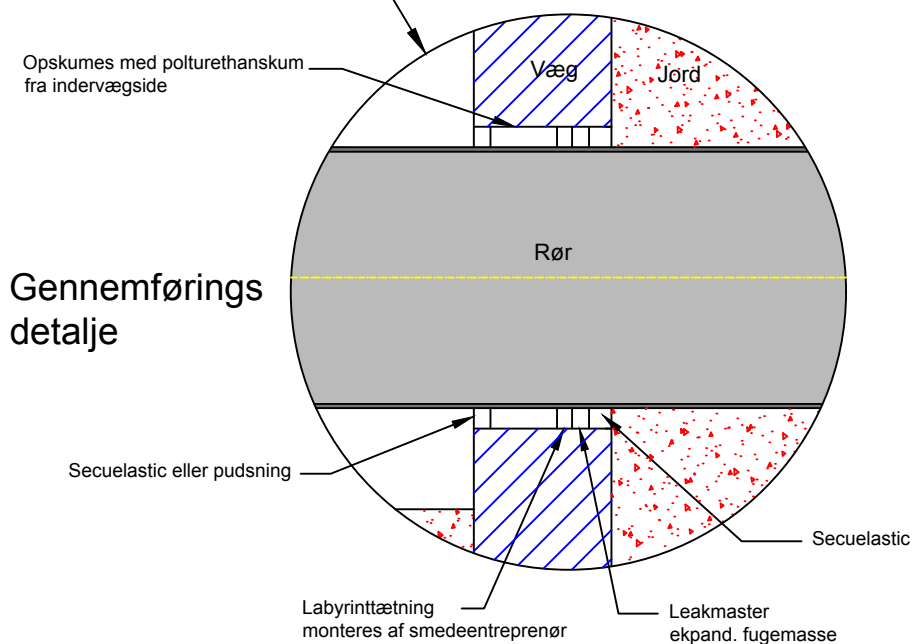 Opskumes med polturethanskum
fra indervægside
Væg
Jord
Rør
Gennemførings
detalje
Secuelastic eller pudsning
Secuelastic
Labyrinttætning
monteres af smedeentreprenør
Leakmaster
ekpand. fugemasse